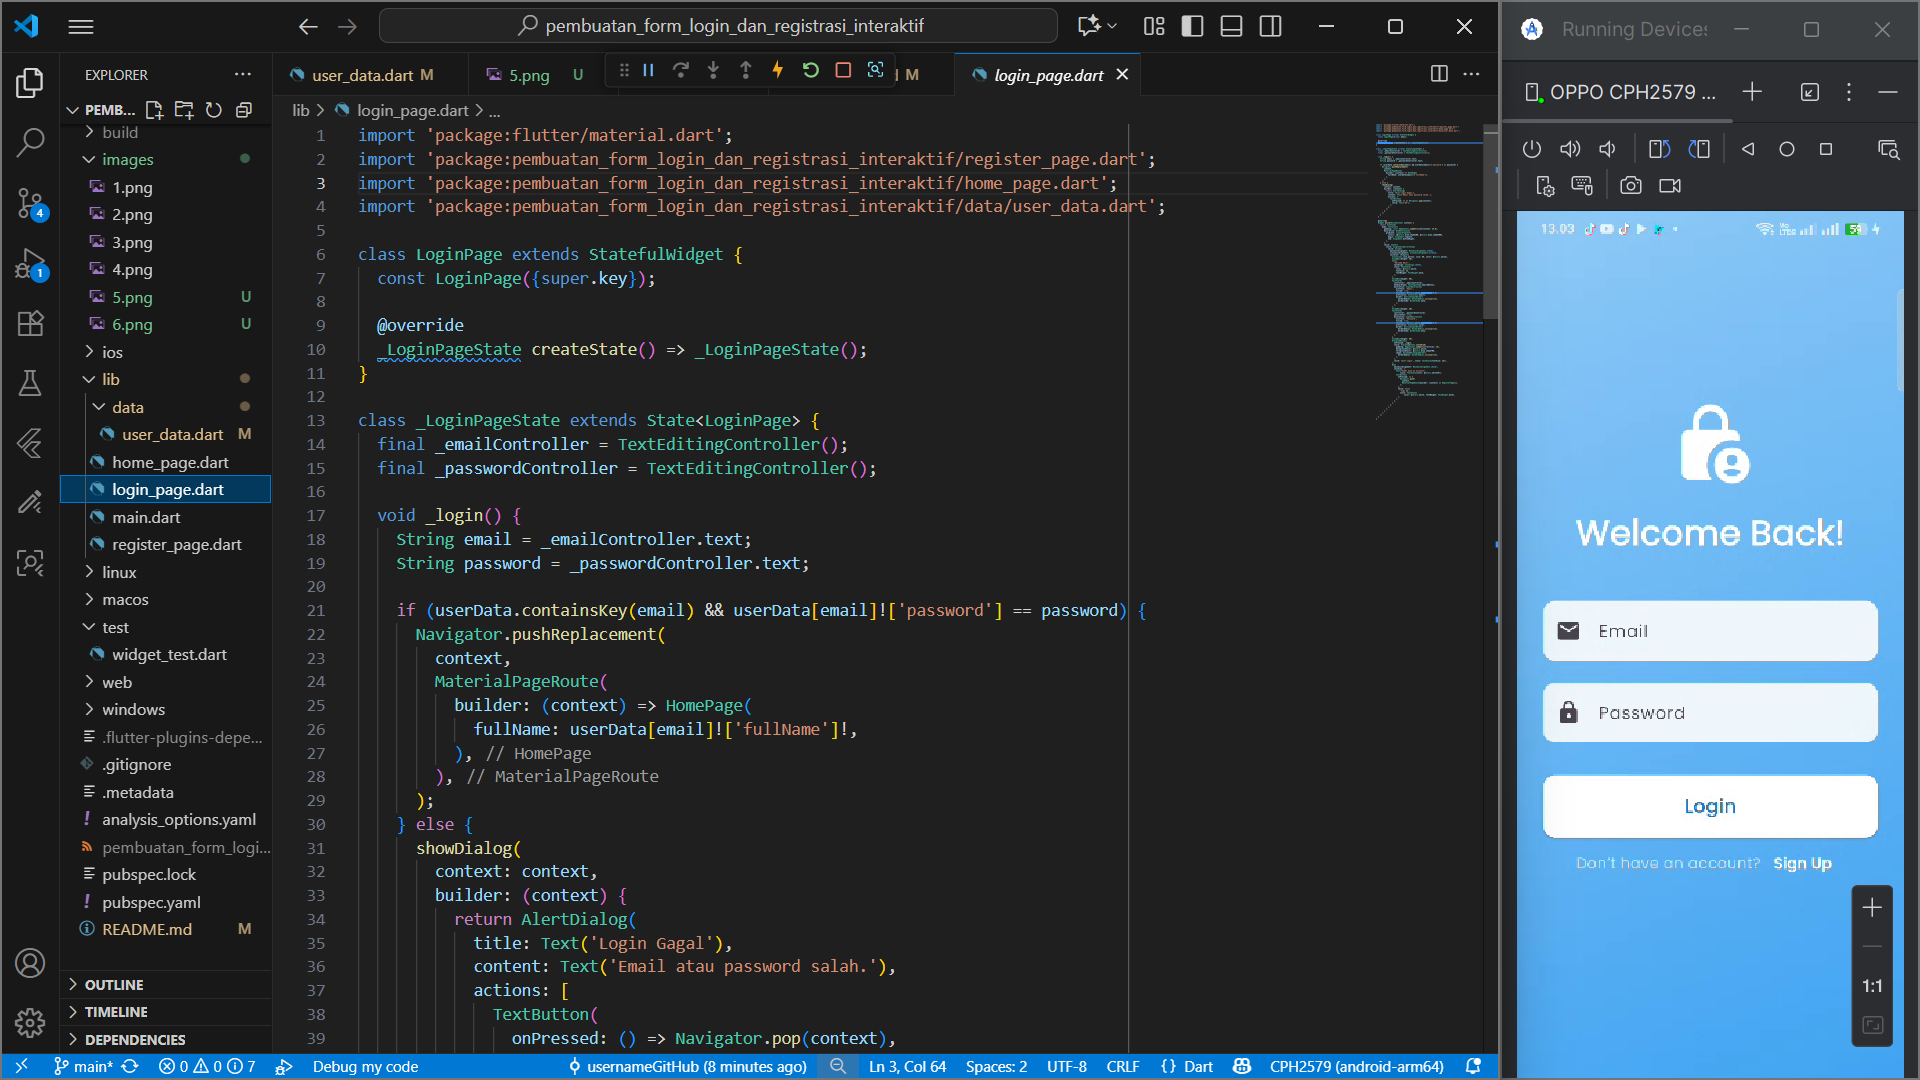 pembuatan_form_login_dan_registrasi_interaktif
EXPLORER
PEMB...
build
images
1.png
2.png
3.png
4.png
5.png U
6.png U
ios
lib
data
user_data.dart M
home_page.dart
login_page.dart
main.dart
register_page.dart
linux
macos
test
widget_test.dart
web
windows
.flutter-plugins-depe...
.gitignore
.metadata
analysis_options.yaml
pembuatan_form_logi...
pubspec.lock
pubspec.yaml
README.md M
OUTLINE
TIMELINE
DEPENDENCIES
4
1
user_data.dart M
5.png U
M
login_page.dart
lib > login_page.dart > ...
1 import 'package:flutter/material.dart';
2 import 'package:pembuatan_form_login_dan_registrasi_interaktif/register_page.dart';
3 import 'package:pembuatan_form_login_dan_registrasi_interaktif/home_page.dart';
4 import 'package:pembuatan_form_login_dan_registrasi_interaktif/data/user_data.dart';
5
6 class LoginPage extends StatefulWidget {
7 const LoginPage({super.key});
8
9 @override
10 _LoginPageState createState() => _LoginPageState();
11 }
12
13 class _LoginPageState extends State<LoginPage> {
14 final _emailController = TextEditingController();
15 final _passwordController = TextEditingController();
16
17 void _login() {
18 String email = _emailController.text;
19 String password = _passwordController.text;
20
21 if (userData.containsKey(email) && userData[email]!['password'] == password) {
22 Navigator.pushReplacement(
23 context,
24 MaterialPageRoute(
25 builder: (context) => HomePage(
26 fullName: userData[email]!['fullName']!,
27 ), // HomePage
28 ), // MaterialPageRoute
29 );
30 } else {
31 showDialog(
32 context: context,
33 builder: (context) {
34 return AlertDialog(
35 title: Text('Login Gagal'),
36 content: Text('Email atau password salah.'),
37 actions: [
38 TextButton(
39 onPressed: () => Navigator.pop(context),
main* 0 0 7 Debug my code usernameGitHub (8 minutes ago) Ln 3, Col 64 Spaces: 2 UTF-8 CRLF {} Dart CPH2579 (android-arm64)
Running Devices
OPPO CPH2579 ...
13.03
Welcome Back!
Email
Password
Login
Don't have an account? Sign Up
1:1